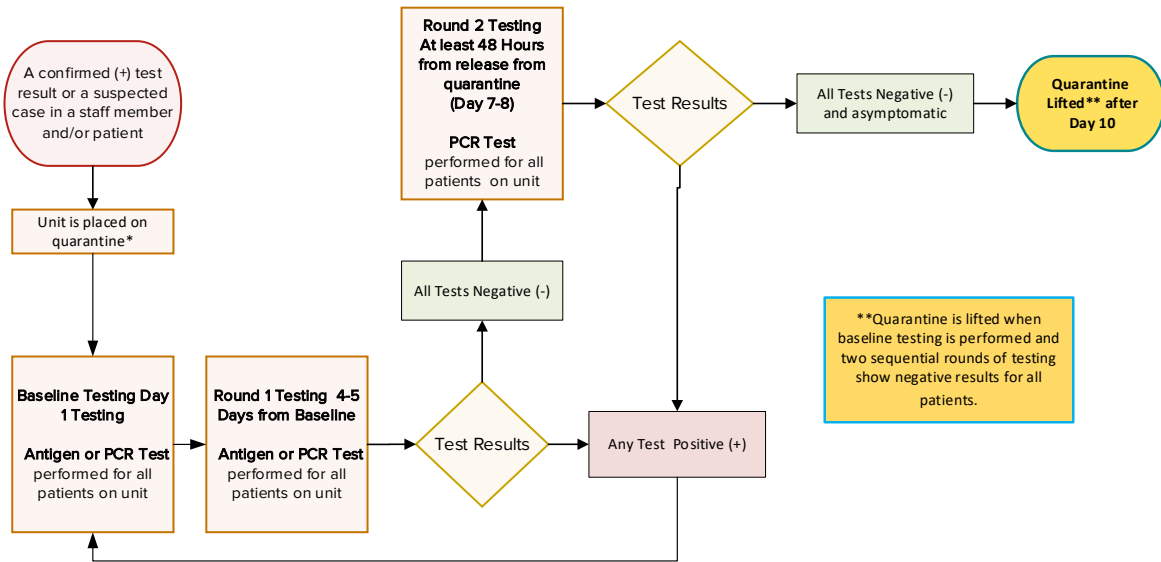 A confirmed (+) test
result or a suspected
case in a staff member
and/or patient
Unit is placed on
quarantine*
Baseline Testing Day
1 Testing
Antigen or PCR Test
performed for all
patients on unit
Round 1 Testing 4-5
Days from Baseline
Antigen or PCR Test
performed for all
patients on unit
Test Results
All Tests Negative (-)
Round 2 Testing
At least 48 Hours
from release from
quarantine
(Day 7-8)
PCR Test
performed for all
patients on unit
Test Results
All Tests Negative (-)
and asymptomatic
Quarantine
Lifted** after
Day 10
Any Test Positive (+)
**Quarantine is lifted when
baseline testing is performed and
two sequential rounds of testing
show negative results for all
patients.